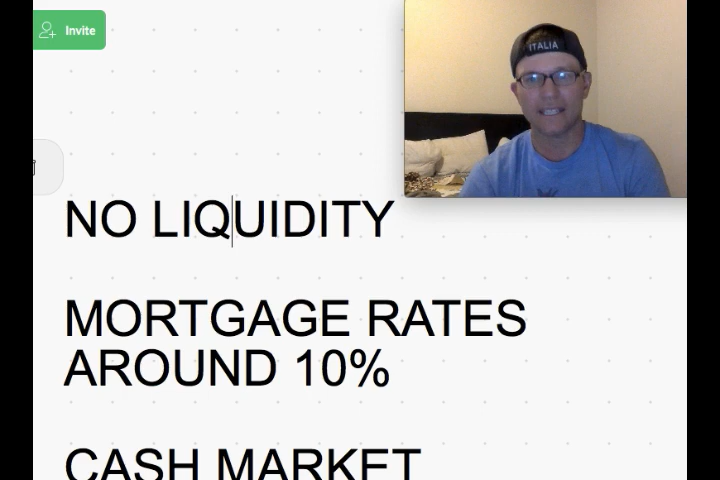 Invite
ITALIA
NO LIQUIDITY
MORTGAGE RATES
AROUND 10%
CASH MARKET